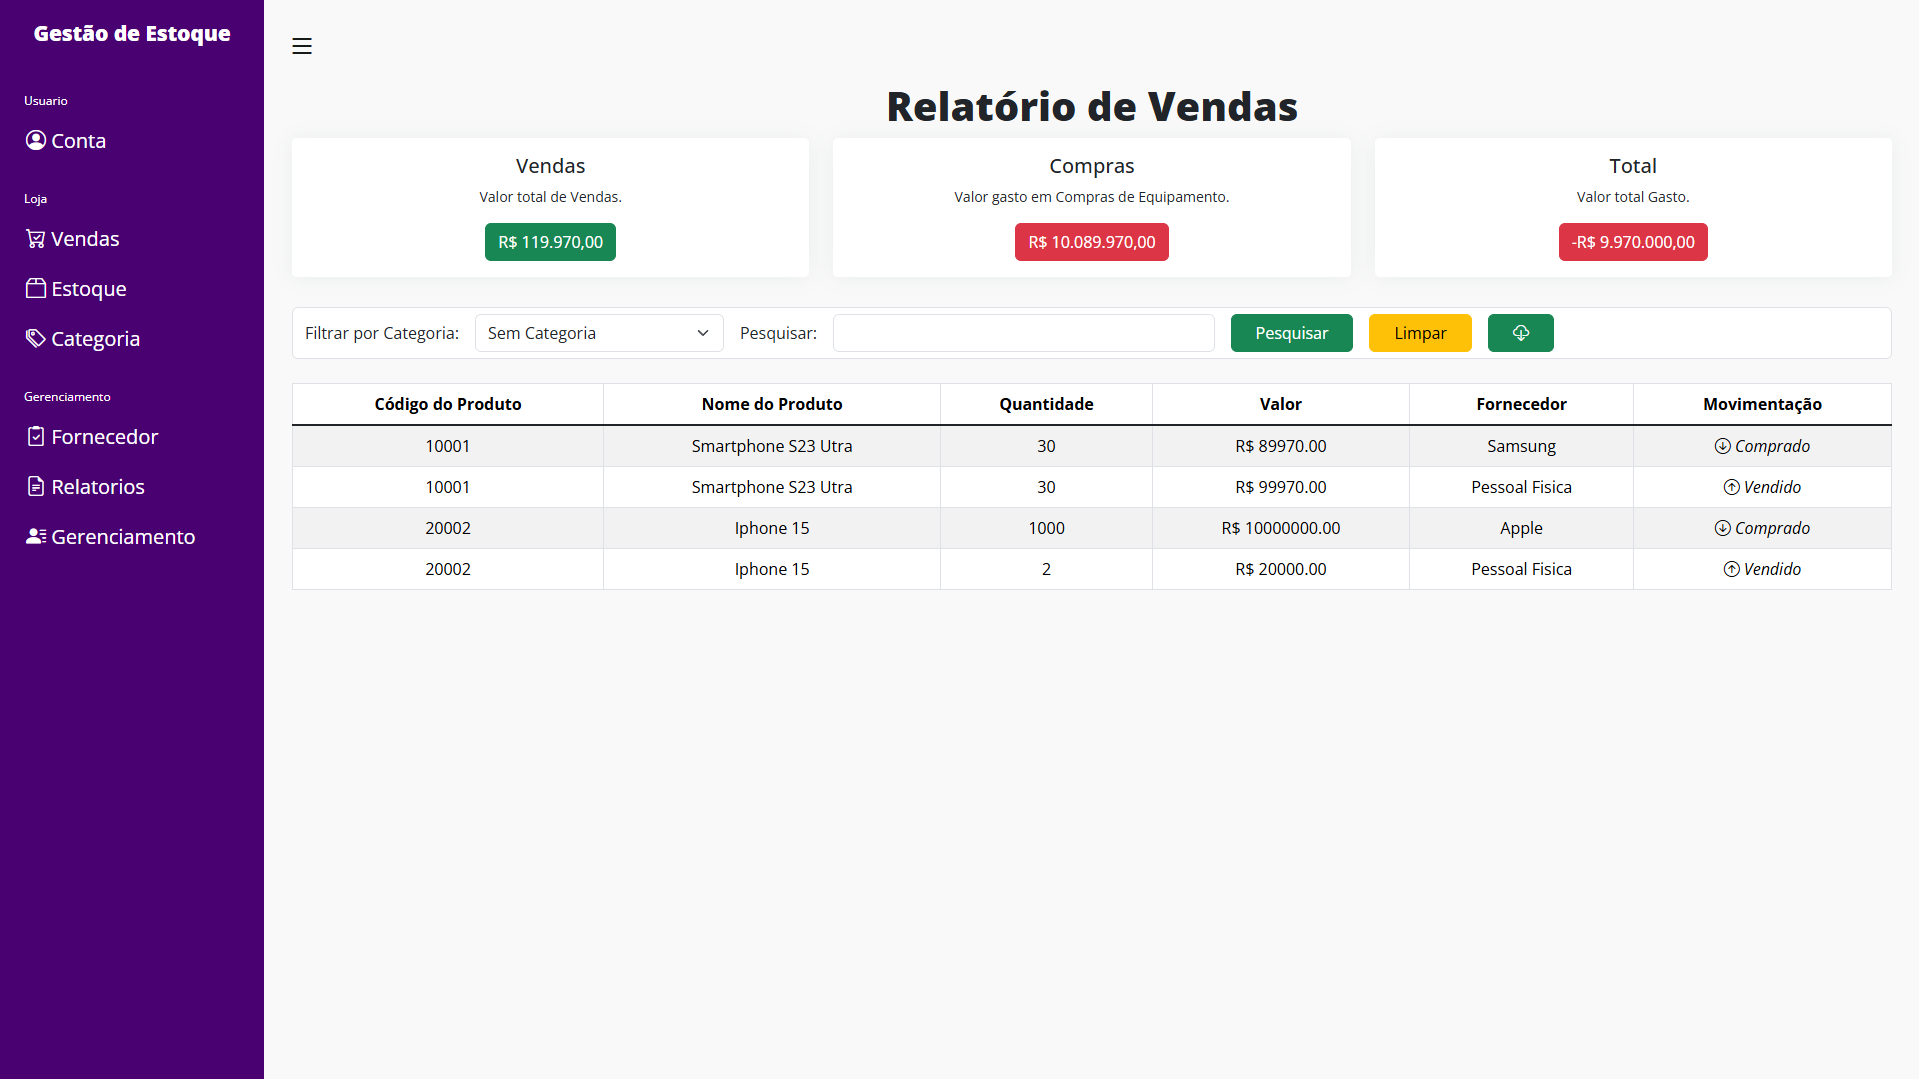 Gestão de Estoque
Usuario
Conta
Loja
Vendas
Estoque
Categoria
Gerenciamento
Fornecedor
Relatorios
Gerenciamento
Relatório de Vendas
Vendas
Valor total de Vendas.
R$ 119.970,00
Compras
Valor gasto em Compras de Equipamento.
R$ 10.089.970,00
Total
Valor total Gasto.
-R$ 9.970.000,00
Filtrar por Categoria: Sem Categoria Pesquisar: Pesquisar Limpar
Código do Produto Nome do Produto Quantidade Valor Fornecedor Movimentação
10001 Smartphone S23 Utra 30 R$ 89970.00 Samsung Comprado
10001 Smartphone S23 Utra 30 R$ 99970.00 Pessoal Fisica Vendido
20002 Iphone 15 1000 R$ 10000000.00 Apple Comprado
20002 Iphone 15 2 R$ 20000.00 Pessoal Fisica Vendido